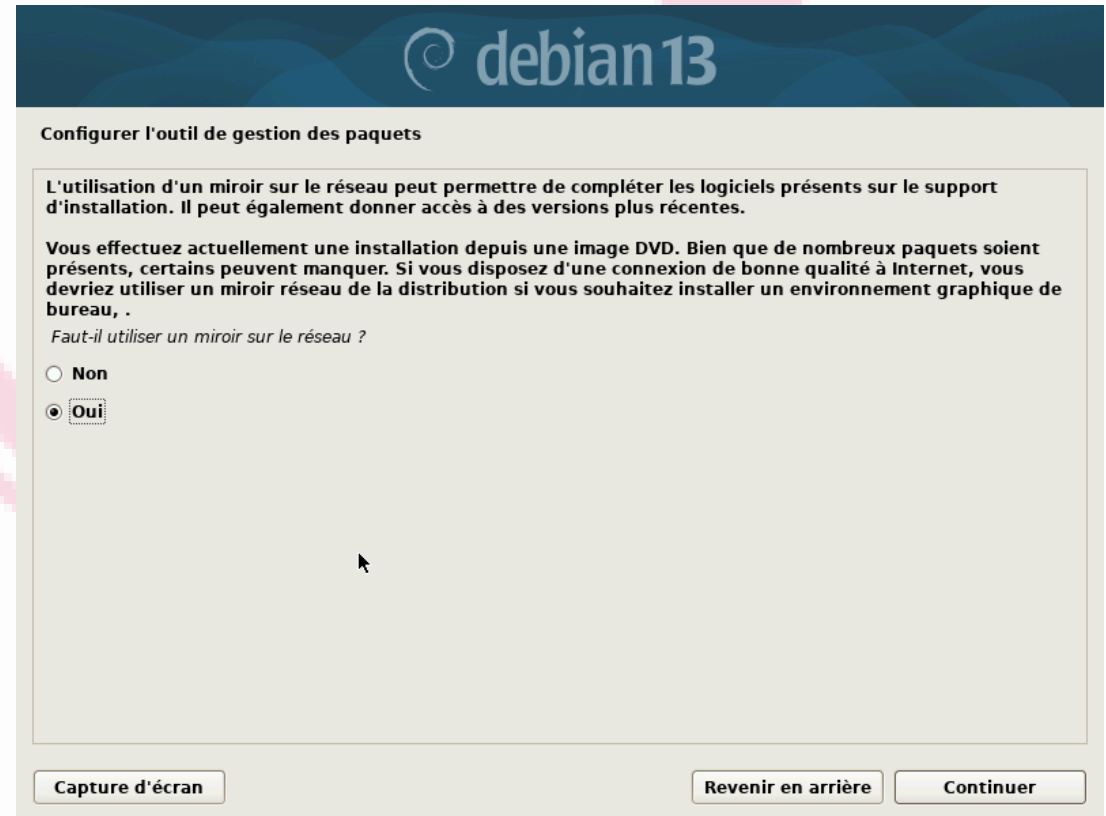 debian 13
Configurer l'outil de gestion des paquets
L'utilisation d'un miroir sur le réseau peut permettre de compléter les logiciels présents sur le support
d'installation. Il peut également donner accès à des versions plus récentes.
Vous effectuez actuellement une installation depuis une image DVD. Bien que de nombreux paquets soient
présents, certains peuvent manquer. Si vous disposez d'une connexion de bonne qualité à Internet, vous
devriez utiliser un miroir réseau de la distribution si vous souhaitez installer un environnement graphique de
bureau, .
Faut-il utiliser un miroir sur le réseau ?
Non
Oui
Capture d'écran
Revenir en arrière
Continuer